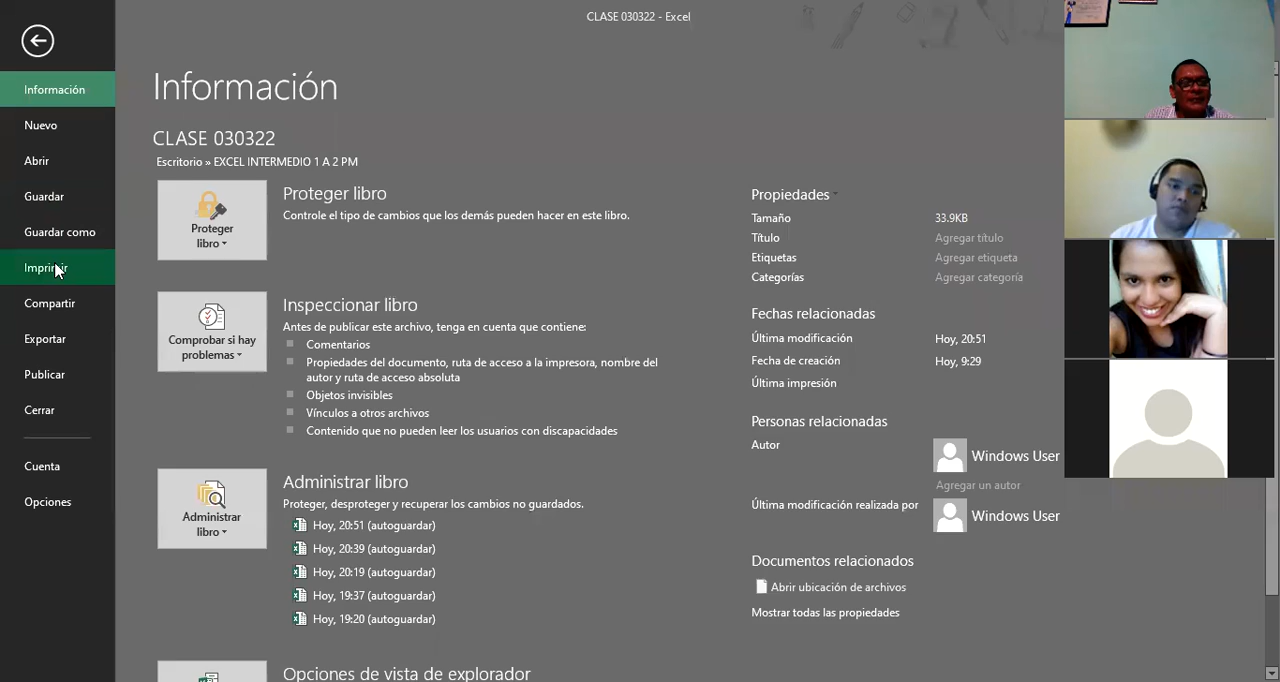 CLASE 030322 - Excel
Información
Nuevo
Abrir
Guardar
Guardar como
Imprimir
Compartir
Exportar
Publicar
Cerrar
Cuenta
Opciones
Información
CLASE 030322
Escritorio » EXCEL INTERMEDIO 1 A 2 PM
Proteger
libro
Proteger libro
Controle el tipo de cambios que los demás pueden hacer en este libro.
Comprobar si hay
problemas
Inspeccionar libro
Antes de publicar este archivo, tenga en cuenta que contiene:
Comentarios
Propiedades del documento, ruta de acceso a la impresora, nombre del
autor y ruta de acceso absoluta
Objetos invisibles
Vínculos a otros archivos
Contenido que no pueden leer los usuarios con discapacidades
Administrar
libro
Administrar libro
Proteger, desproteger y recuperar los cambios no guardados.
Hoy, 20:51 (autoguardar)
Hoy, 20:39 (autoguardar)
Hoy, 20:19 (autoguardar)
Hoy, 19:37 (autoguardar)
Hoy, 19:20 (autoguardar)
Opciones de vista de explorador
Propiedades
Tamaño 33.9KB
Título Agregar título
Etiquetas Agregar etiqueta
Categorías Agregar categoría
Fechas relacionadas
Última modificación Hoy, 20:51
Fecha de creación Hoy, 9:29
Última impresión
Personas relacionadas
Autor Windows User
Agregar un autor
Última modificación realizada por Windows User
Documentos relacionados
Abrir ubicación de archivos
Mostrar todas las propiedades